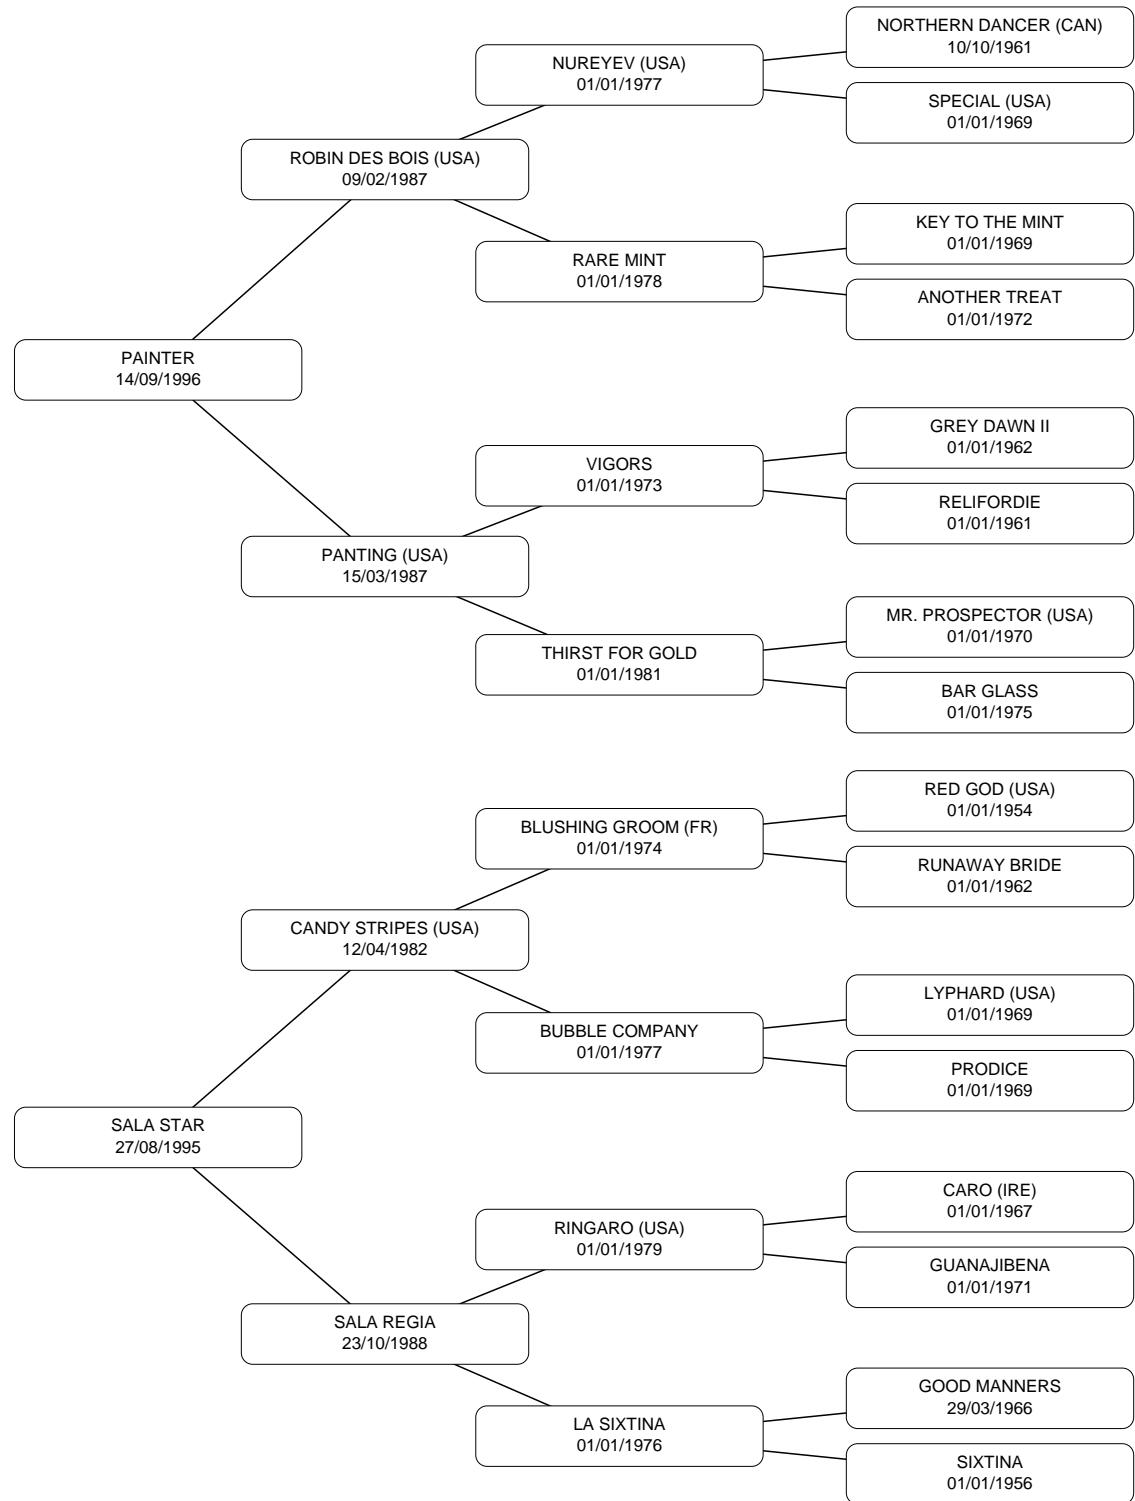 NORTHERN DANCER (CAN)
10/10/1961
NUREYEV (USA)
01/01/1977
SPECIAL (USA)
01/01/1969
ROBIN DES BOIS (USA)
09/02/1987
KEY TO THE MINT
01/01/1969
RARE MINT
01/01/1978
ANOTHER TREAT
01/01/1972
PAINTER
14/09/1996
GREY DAWN II
01/01/1962
VIGORS
01/01/1973
RELIFORDIE
01/01/1961
PANTING (USA)
15/03/1987
MR. PROSPECTOR (USA)
01/01/1970
THIRST FOR GOLD
01/01/1981
BAR GLASS
01/01/1975
RED GOD (USA)
01/01/1954
BLUSHING GROOM (FR)
01/01/1974
RUNAWAY BRIDE
01/01/1962
CANDY STRIPES (USA)
12/04/1982
LYPHARD (USA)
01/01/1969
BUBBLE COMPANY
01/01/1977
PRODICE
01/01/1969
SALA STAR
27/08/1995
CARO (IRE)
01/01/1967
RINGARO (USA)
01/01/1979
GUANAJIBENA
01/01/1971
SALA REGIA
23/10/1988
GOOD MANNERS
29/03/1966
LA SIXTINA
01/01/1976
SIXTINA
01/01/1956